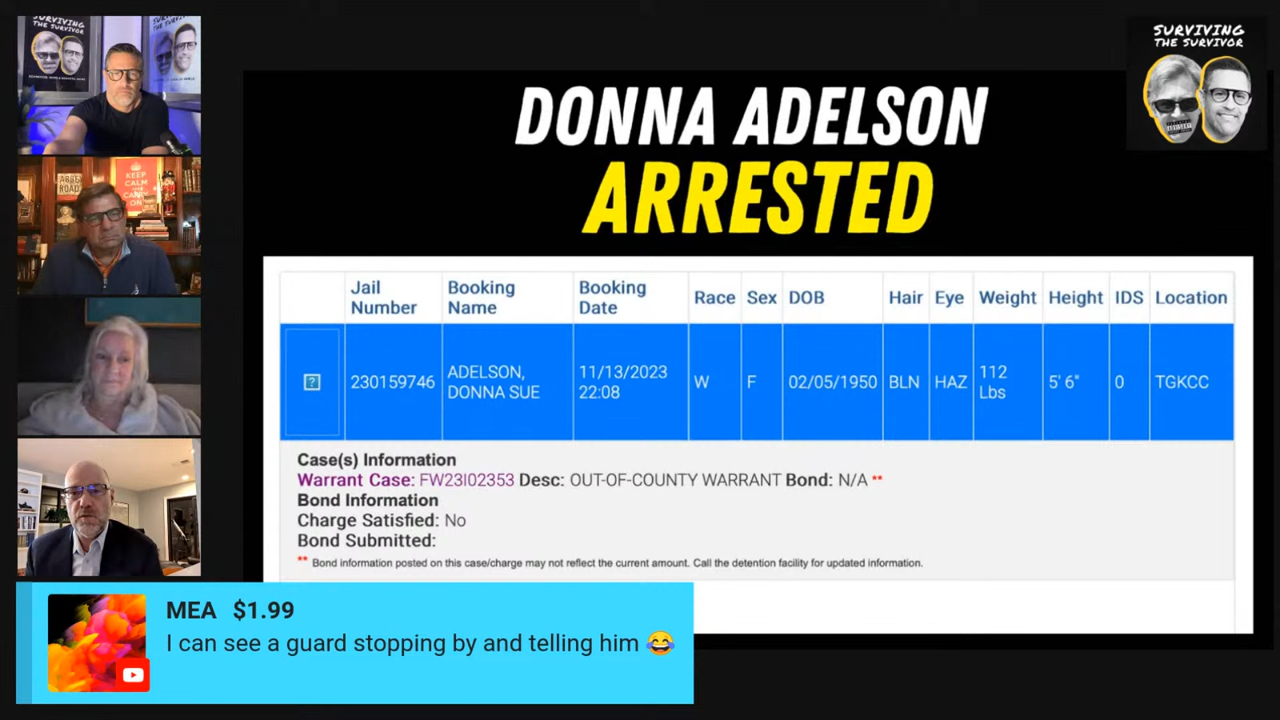 SURVIVING
THE SURVIVOR
DONNA ADELSON
ARRESTED
Jail Number
Booking Name
Booking Date
Race
Sex
DOB
Hair
Eye
Weight
Height
IDS
Location
?
230159746
ADELSON,
DONNA SUE
11/13/2023
22:08
W
F
02/05/1950
BLN
HAZ
112
Lbs
5' 6"
0
TGKCC
Case(s) Information
Warrant Case: FW23I02353 Desc: OUT-OF-COUNTY WARRANT Bond: N/A **
Bond Information
Charge Satisfied: No
Bond Submitted:
** Bond information posted on this case/charge may not reflect the current amount. Call the detention facility for updated information.
SURVIVING
THE SURVIVOR
KEEP
CALM
AND
CARRY
ON
ROAD
MEA $1.99
I can see a guard stopping by and telling him 😂